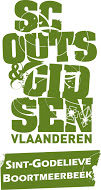 SC
OUTS
&GID
SEN
VLAANDEREN
SINT-GODELIEVE
BOORTMEERBEEK